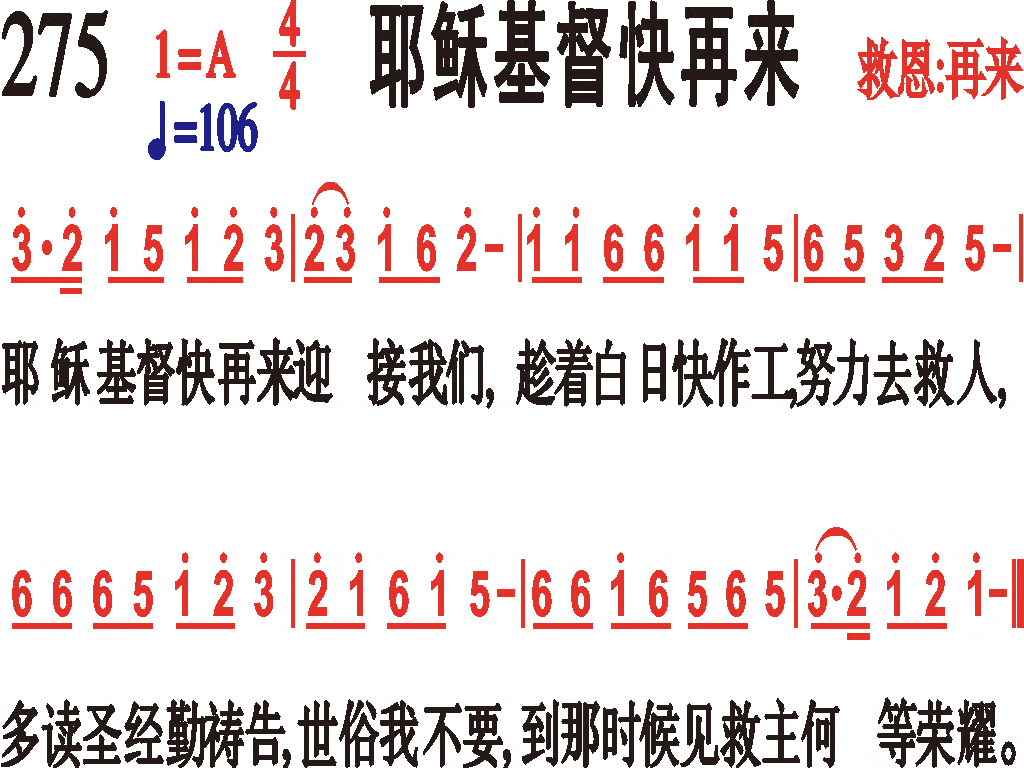 275 1=A 4/4 耶稣基督快再来 救恩:再来
♩=106
3̇·2̇ 1̇ 5 1̇ 2̇ 3̇|2̇3̇ 1̇ 6 2̇-|1̇ 1̇ 6 6 1̇ 1̇ 5|6 5 3 2 5-|
耶稣基督快再来迎 接我们, 趁着白日快作工,努力去救人,
6 6 6 5 1̇ 2̇ 3̇|2̇ 1̇ 6 1̇ 5-|6 6 1̇ 6 5 6 5|3̇·2̇ 1̇ 2̇ 1̇-‖
多读圣经勤祷告,世俗我不要,到那时候见救主何 等荣耀。